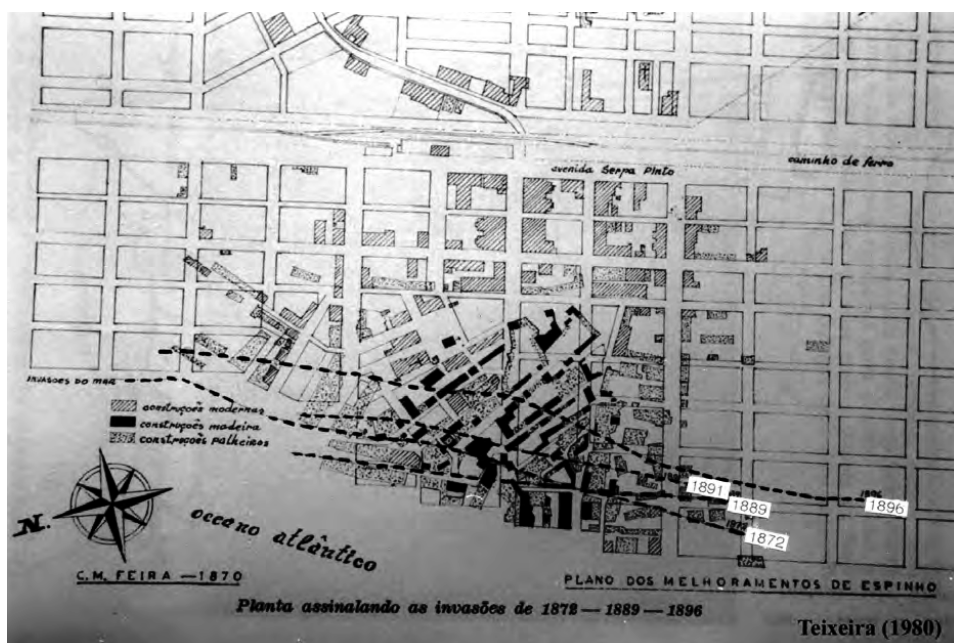 caminho de ferro
avenida Serpa Pinto
INVASÕES DO MAR
construções modernas
construções madeira
construções palheiros
1891
1889
1896
1896
1872
N.
oceano atlântico
C. M. FEIRA — 1870
PLANO DOS MELHORAMENTOS DE ESPINHO
Planta assinalando as invasões de 1872 — 1889 — 1896
Teixeira (1980)